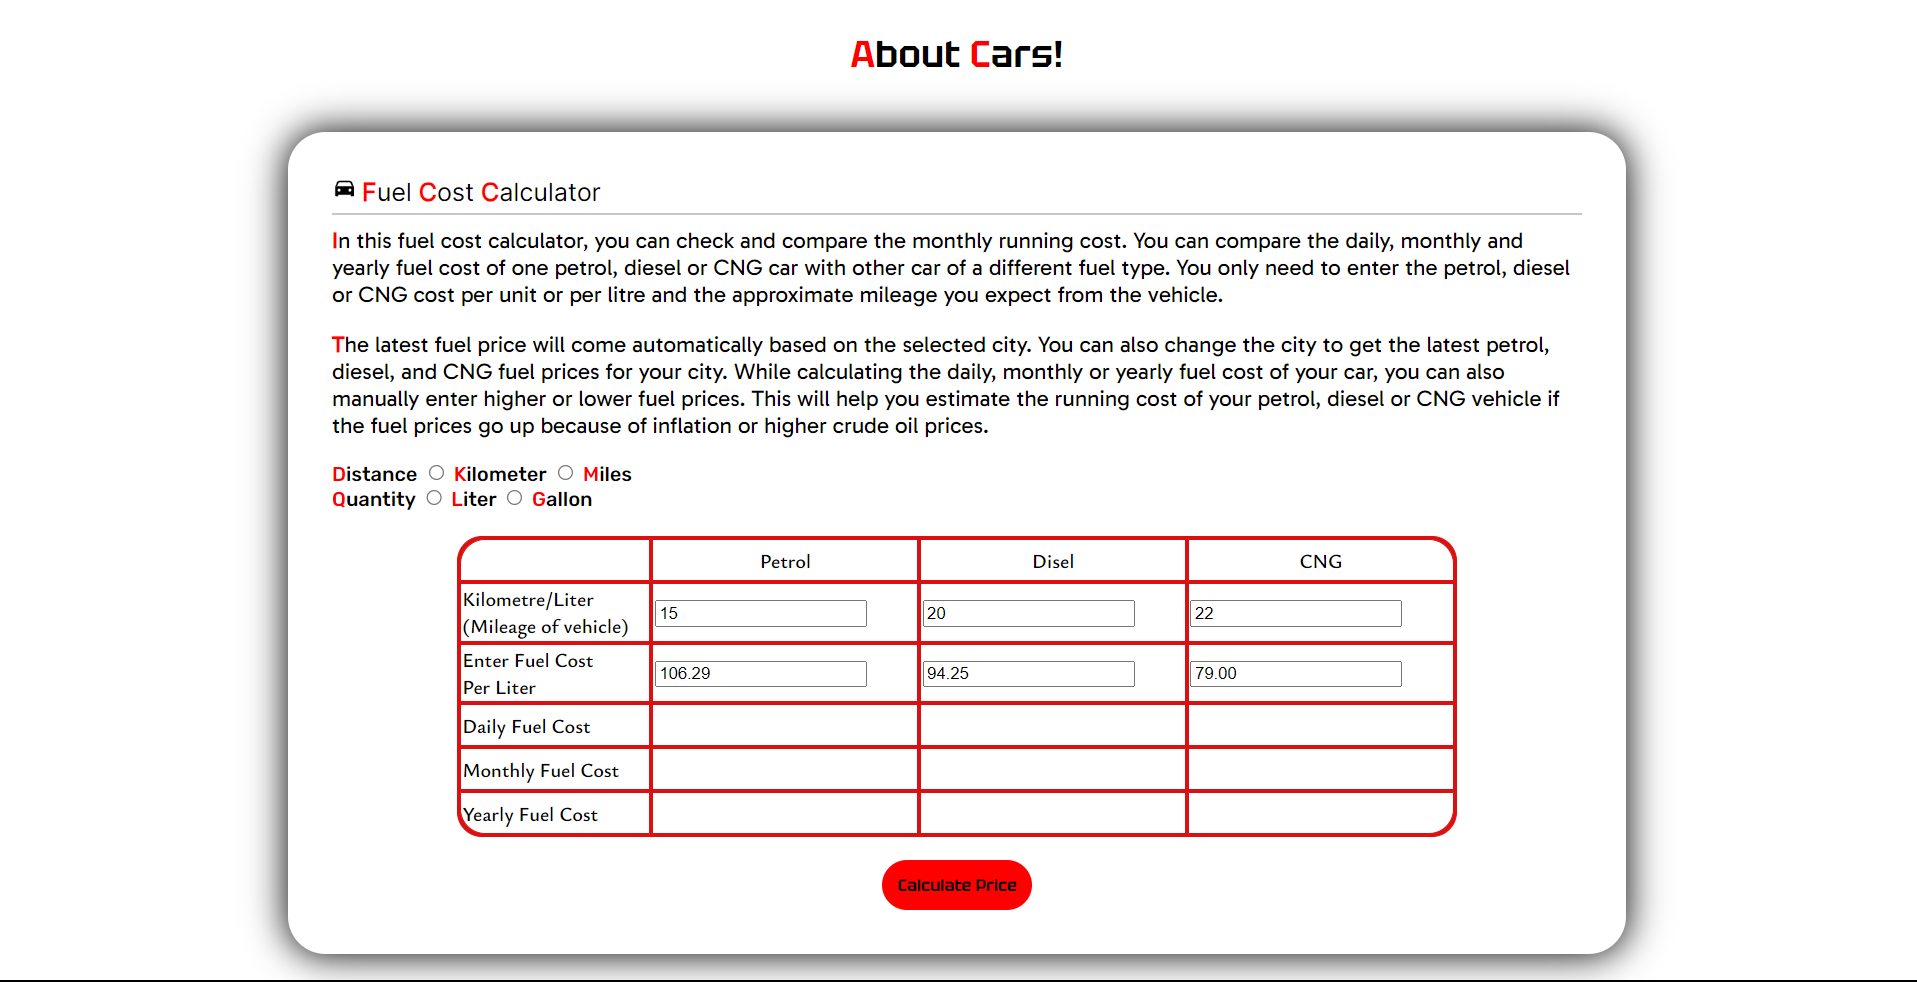 About Cars!
Fuel Cost Calculator
In this fuel cost calculator, you can check and compare the monthly running cost. You can compare the daily, monthly and
yearly fuel cost of one petrol, diesel or CNG car with other car of a different fuel type. You only need to enter the petrol, diesel
or CNG cost per unit or per litre and the approximate mileage you expect from the vehicle.
The latest fuel price will come automatically based on the selected city. You can also change the city to get the latest petrol,
diesel, and CNG fuel prices for your city. While calculating the daily, monthly or yearly fuel cost of your car, you can also
manually enter higher or lower fuel prices. This will help you estimate the running cost of your petrol, diesel or CNG vehicle if
the fuel prices go up because of inflation or higher crude oil prices.
Distance Kilometer Miles
Quantity Liter Gallon
Petrol Disel CNG
Kilometre/Liter
(Mileage of vehicle) 15 20 22
Enter Fuel Cost
Per Liter 106.29 94.25 79.00
Daily Fuel Cost
Monthly Fuel Cost
Yearly Fuel Cost
Calculate Price